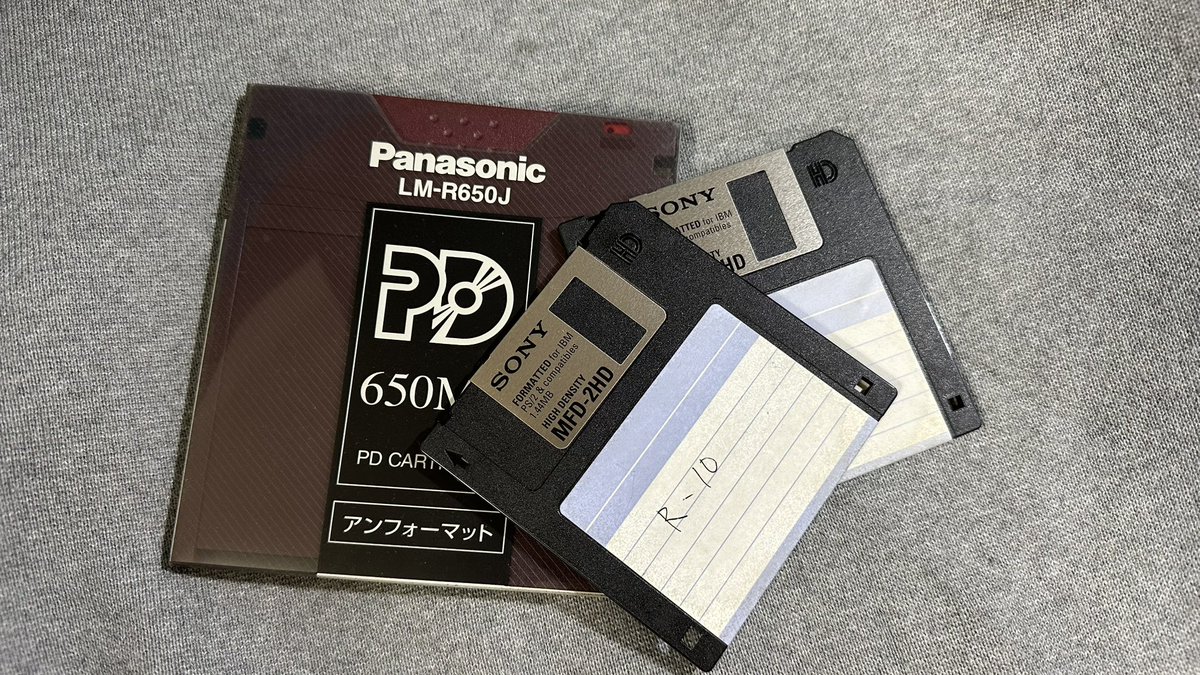 Panasonic
LM-R650J
PD
650M
PD CART
アンフォーマット
SONY
FORMATTED for IBM
PS/2 & compatibles
1.44MB
HIGH DENSITY
MFD-2HD
HD
R-10
SONY
for IBM
HD
HD